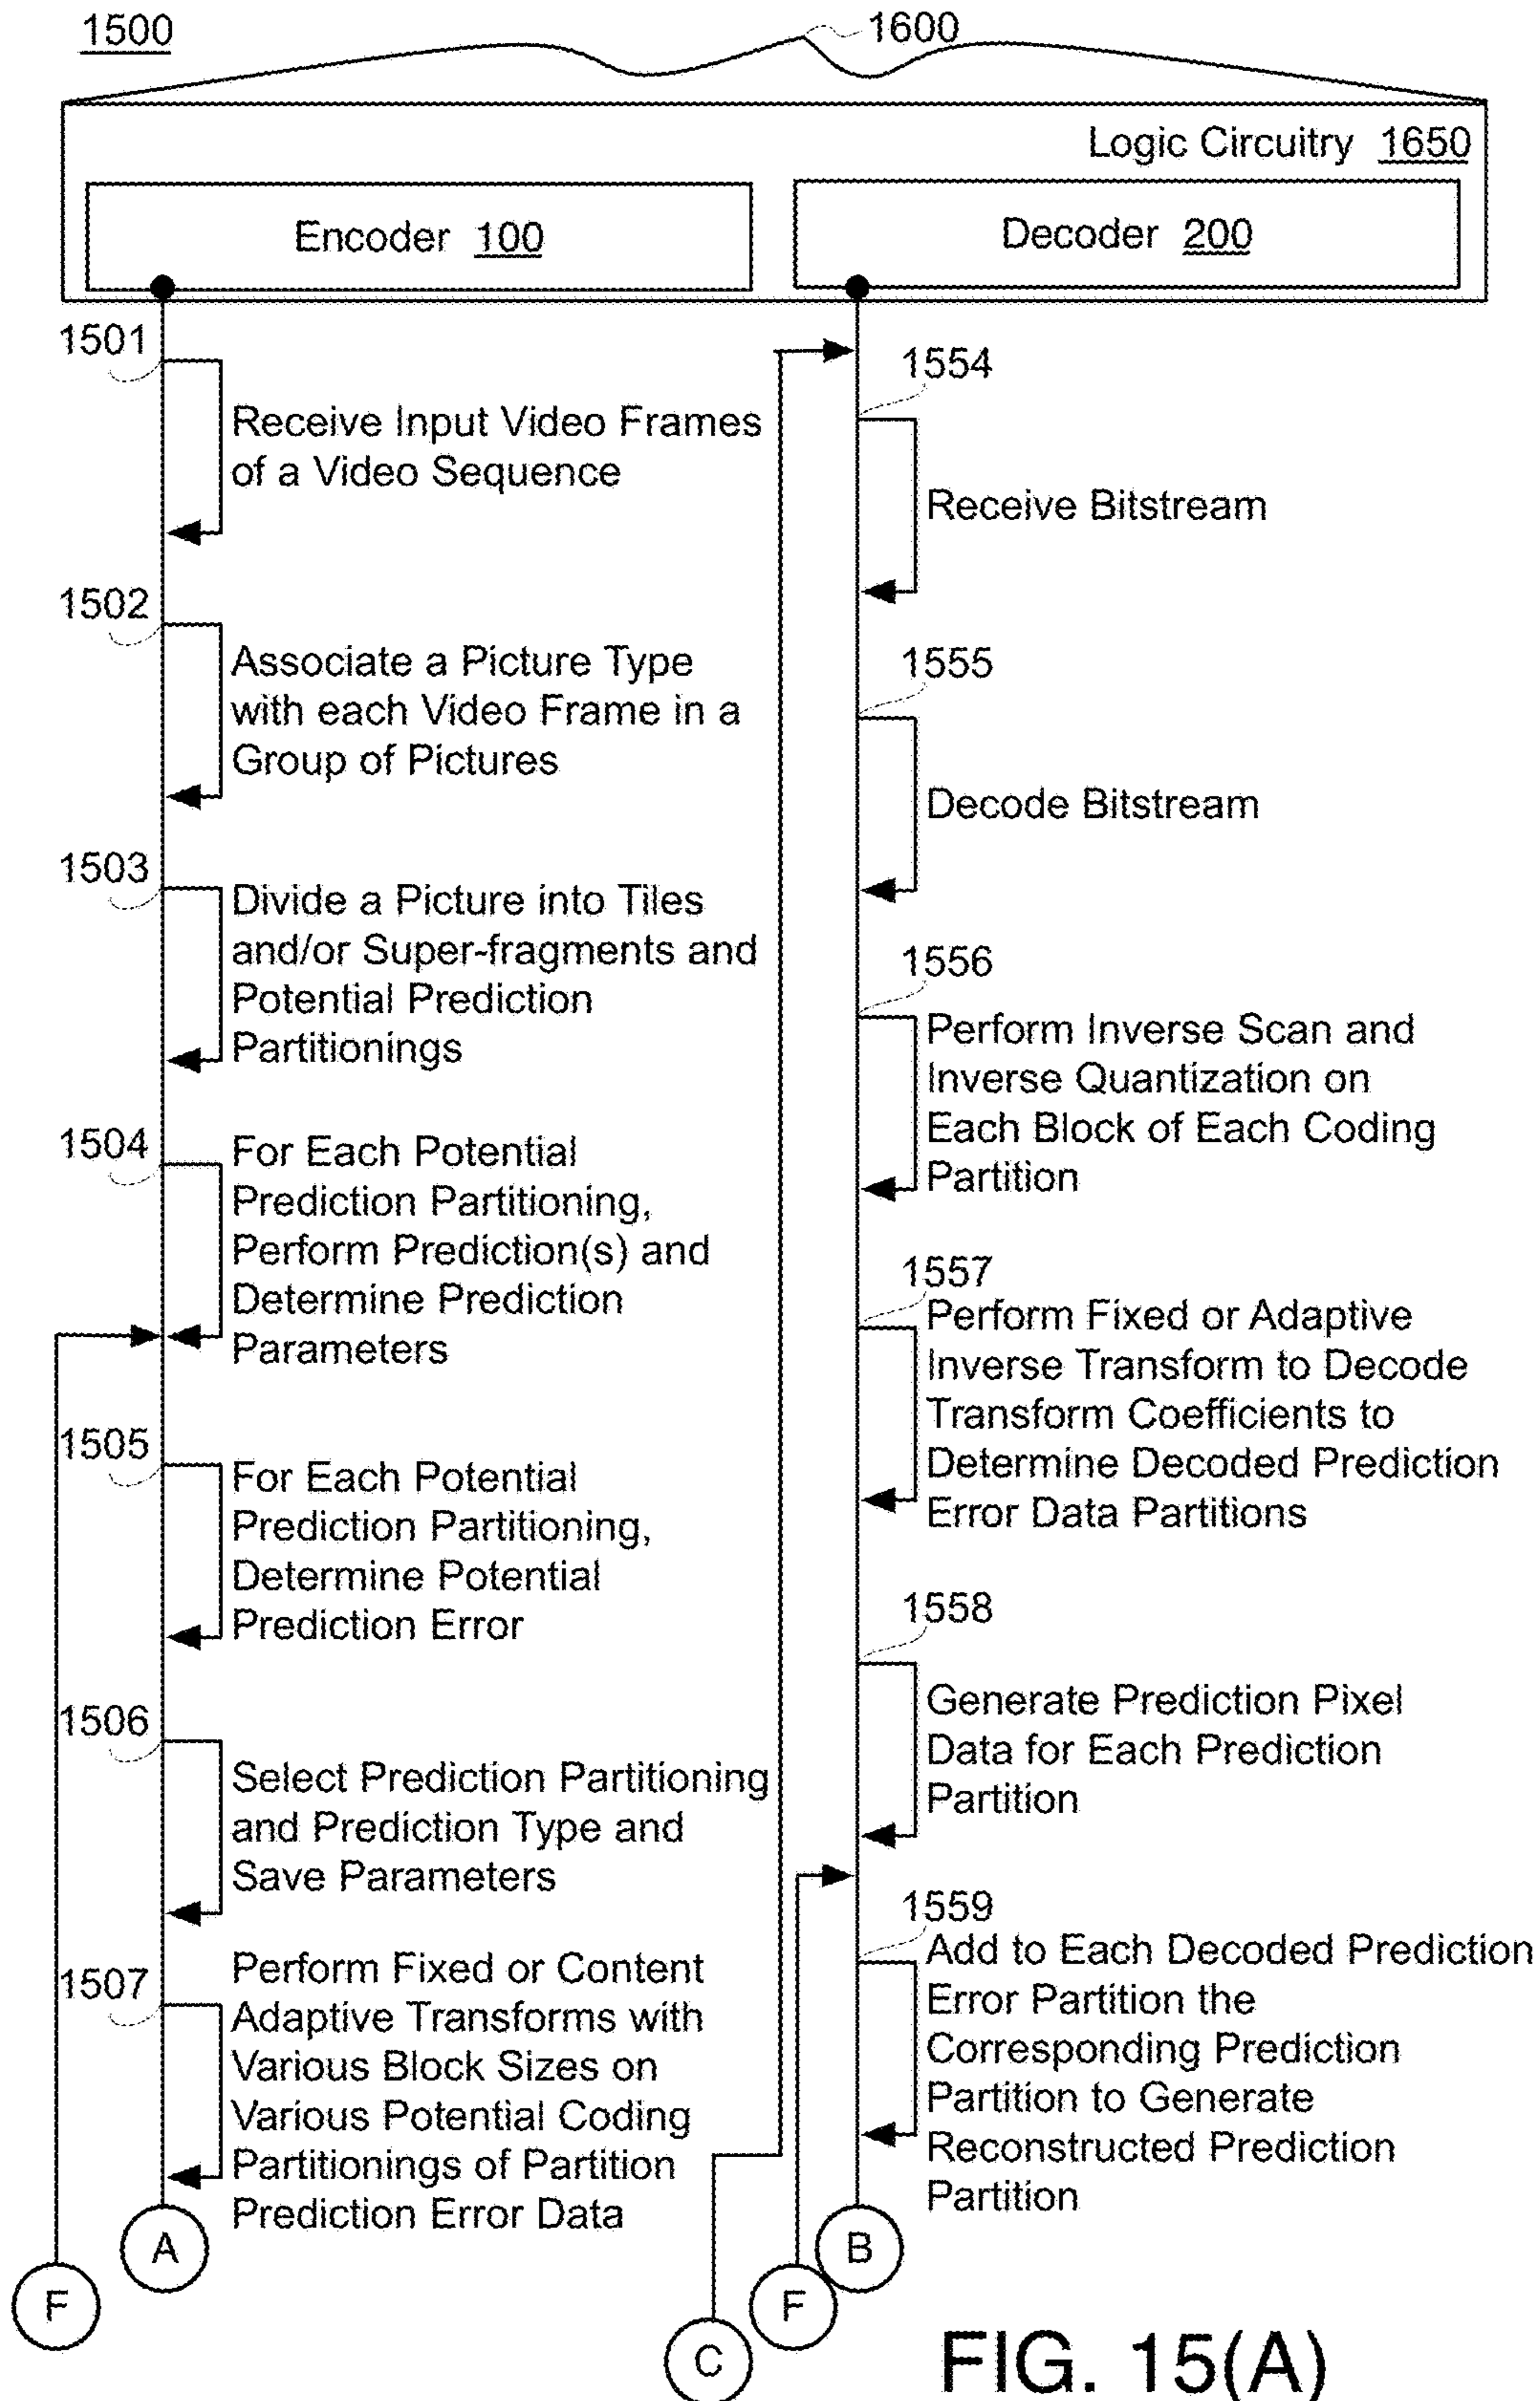 1500
1600
Logic Circuitry 1650
Encoder 100
Decoder 200
1501
Receive Input Video Frames
of a Video Sequence
1502
Associate a Picture Type
with each Video Frame in a
Group of Pictures
1503
Divide a Picture into Tiles
and/or Super-fragments and
Potential Prediction
Partitionings
1504
For Each Potential
Prediction Partitioning,
Perform Prediction(s) and
Determine Prediction
Parameters
1505
For Each Potential
Prediction Partitioning,
Determine Potential
Prediction Error
1506
Select Prediction Partitioning
and Prediction Type and
Save Parameters
1507
Perform Fixed or Content
Adaptive Transforms with
Various Block Sizes on
Various Potential Coding
Partitionings of Partition
Prediction Error Data
A
F
1554
Receive Bitstream
1555
Decode Bitstream
1556
Perform Inverse Scan and
Inverse Quantization on
Each Block of Each Coding
Partition
1557
Perform Fixed or Adaptive
Inverse Transform to Decode
Transform Coefficients to
Determine Decoded Prediction
Error Data Partitions
1558
Generate Prediction Pixel
Data for Each Prediction
Partition
1559
Add to Each Decoded Prediction
Error Partition the
Corresponding Prediction
Partition to Generate
Reconstructed Prediction
Partition
B
F
C
FIG. 15(A)